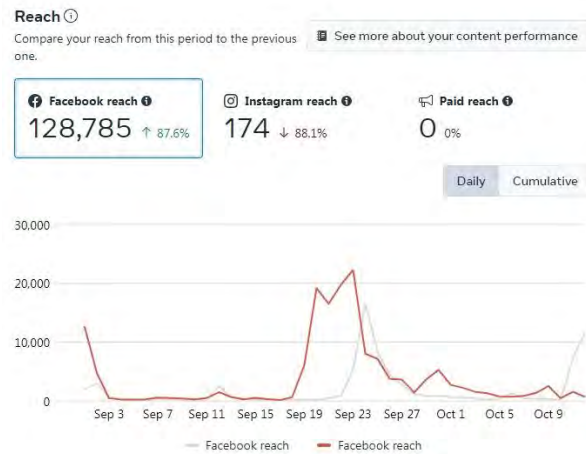 Reach
Compare your reach from this period to the previous
one.
See more about your content performance
Facebook reach
128,785 ↑ 87.6%
Instagram reach
174 ↓ 88.1%
Paid reach
0 0%
Daily Cumulative
30,000
20,000
10,000
0
Sep 3 Sep 7 Sep 11 Sep 15 Sep 19 Sep 23 Sep 27 Oct 1 Oct 5 Oct 9
Facebook reach Facebook reach